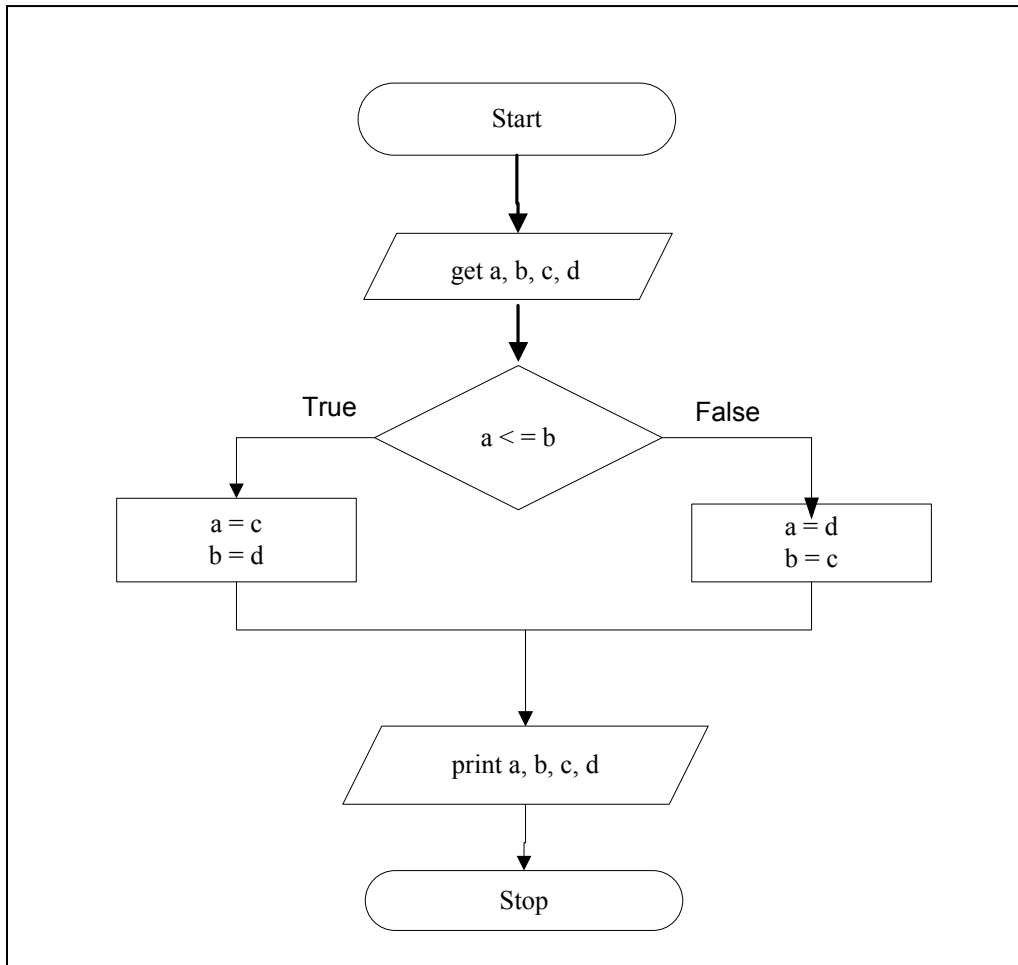 Start
get a, b, c, d
True
False
a < = b
a = c
b = d
a = d
b = c
print a, b, c, d
Stop